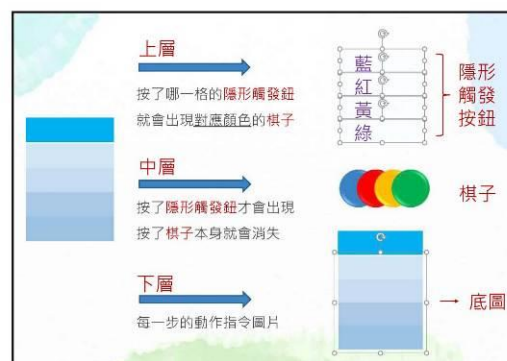 上層
按了哪一格的隱形觸發鈕
就會出現對應顏色的棋子
藍
紅
黃
綠
隱形
觸發
按鈕
中層
按了隱形觸發鈕才會出現
按了棋子本身就會消失
棋子
下層
每一步的動作指令圖片
底圖